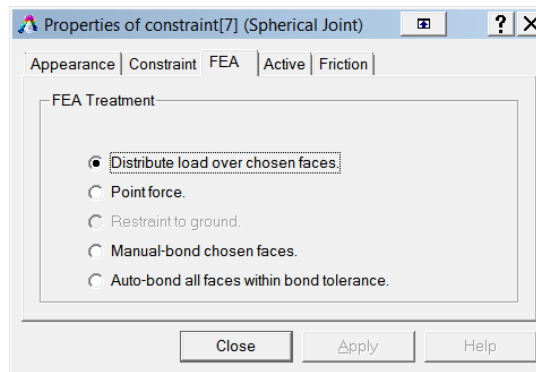 Properties of constraint[7] (Spherical Joint)
Appearance Constraint FEA Active Friction
FEA Treatment
Distribute load over chosen faces.
Point force.
Restraint to ground.
Manual-bond chosen faces.
Auto-bond all faces within bond tolerance.
Close Apply Help